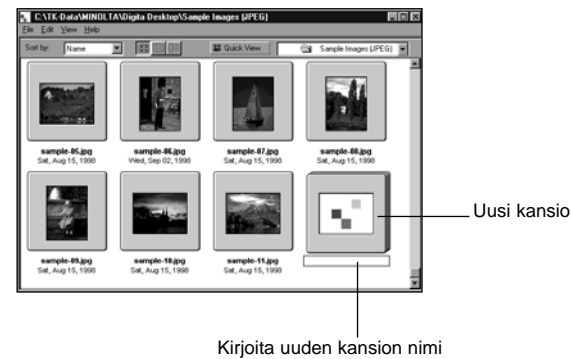 C:\TK-Data\MINOLTA\Digita Desktop\Sample Images (JPEG)
File Edit View Help
Sort by: Name Quick View Sample Images (JPEG)
sample-05.jpg sample-06.jpg sample-07.jpg sample-08.jpg
Sat, Aug 15, 1998 Wed, Sep 02, 1998 Sat, Aug 15, 1998 Sat, Aug 15, 1998
sample-09.jpg sample-10.jpg sample-11.jpg
Sat, Aug 15, 1998 Sat, Aug 15, 1998 Sat, Aug 15, 1998
Uusi kansio
Kirjoita uuden kansion nimi